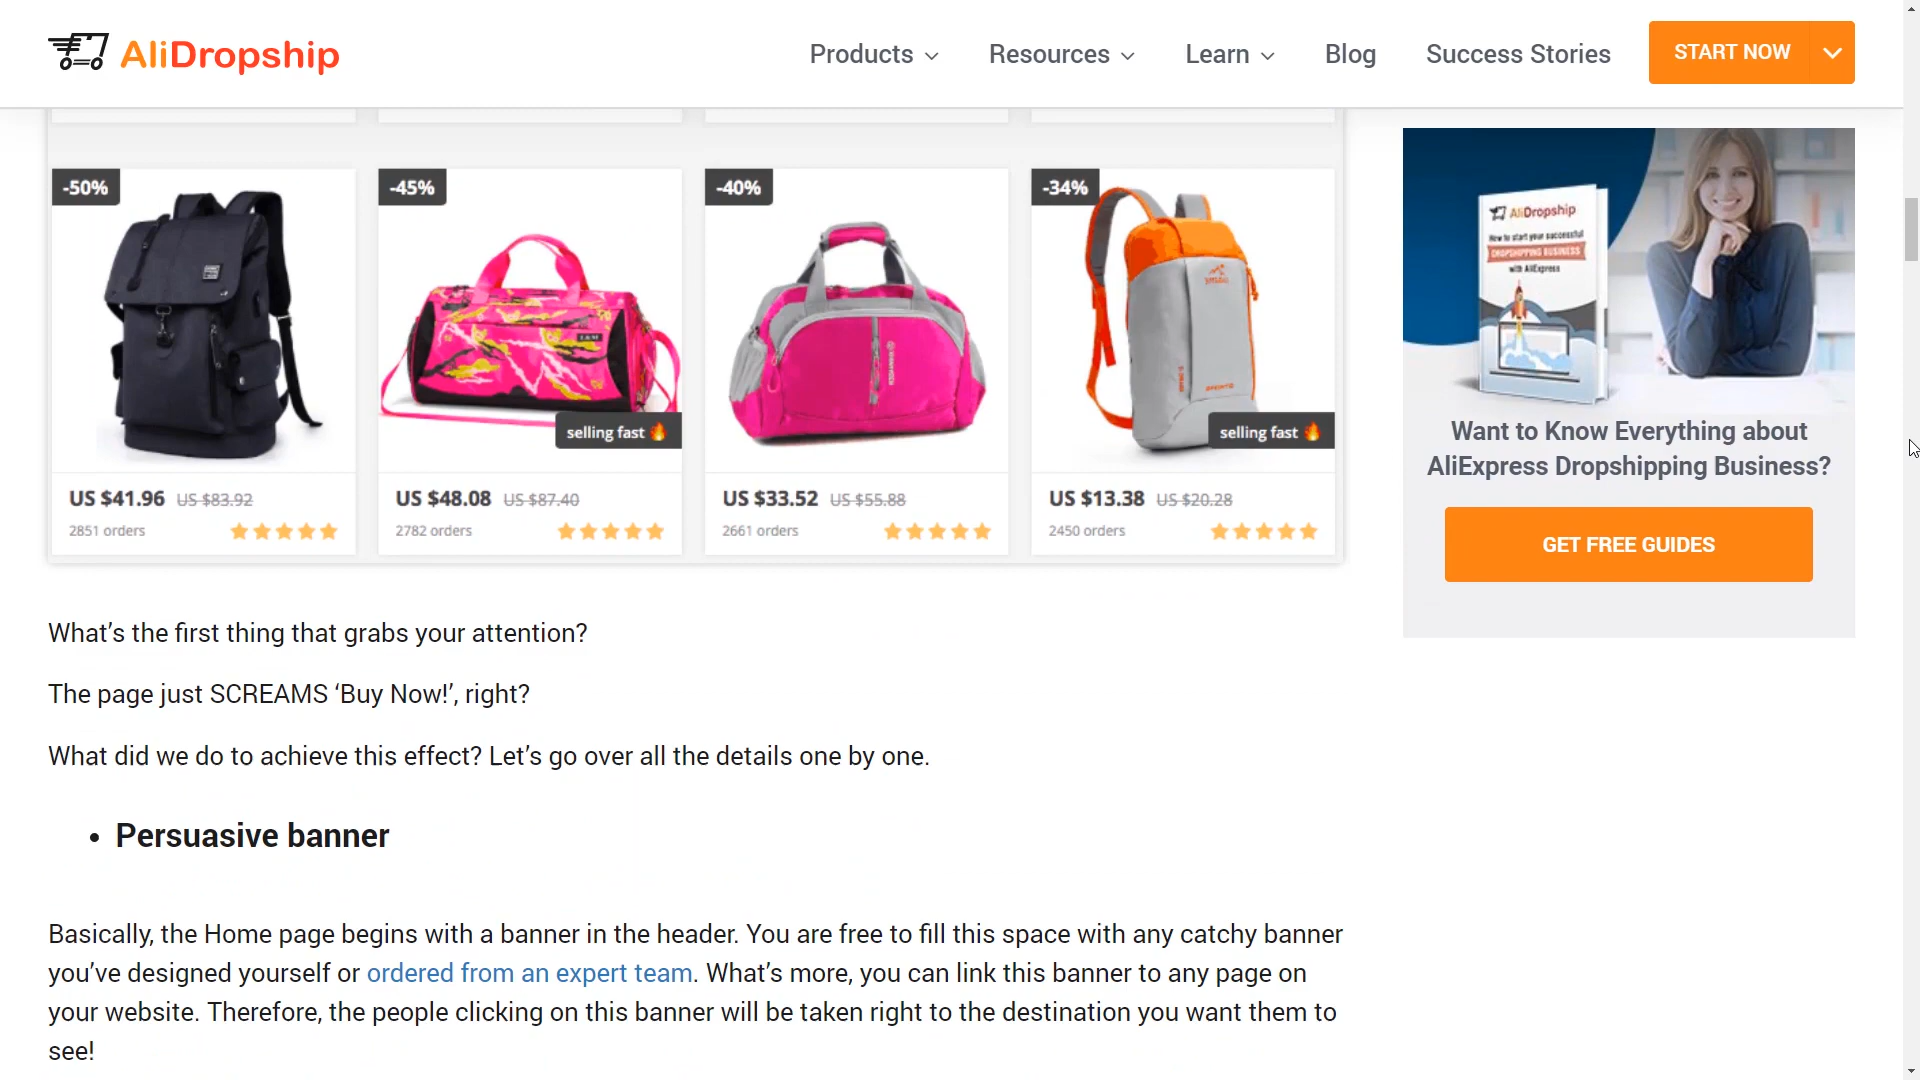 AliDropship
Products
Resources
Learn
Blog
Success Stories
START NOW
-50%
-45%
-40%
-34%
selling fast
selling fast
US $41.96 US $83.92
2851 orders
US $48.08 US $87.40
2782 orders
US $33.52 US $55.88
2661 orders
US $13.38 US $20.28
2450 orders
AliDropship
How to start your successful
DROPSHIPPING BUSINESS
with AliExpress
Want to Know Everything about
AliExpress Dropshipping Business?
GET FREE GUIDES
What’s the first thing that grabs your attention?
The page just SCREAMS ‘Buy Now!’, right?
What did we do to achieve this effect? Let’s go over all the details one by one.
• Persuasive banner
Basically, the Home page begins with a banner in the header. You are free to fill this space with any catchy banner
you’ve designed yourself or ordered from an expert team. What’s more, you can link this banner to any page on
your website. Therefore, the people clicking on this banner will be taken right to the destination you want them to
see!